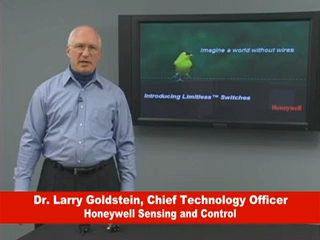 Imagine a world without wires
Introducing Limitless™ Switches
Honeywell
Dr. Larry Goldstein, Chief Technology Officer
Honeywell Sensing and Control